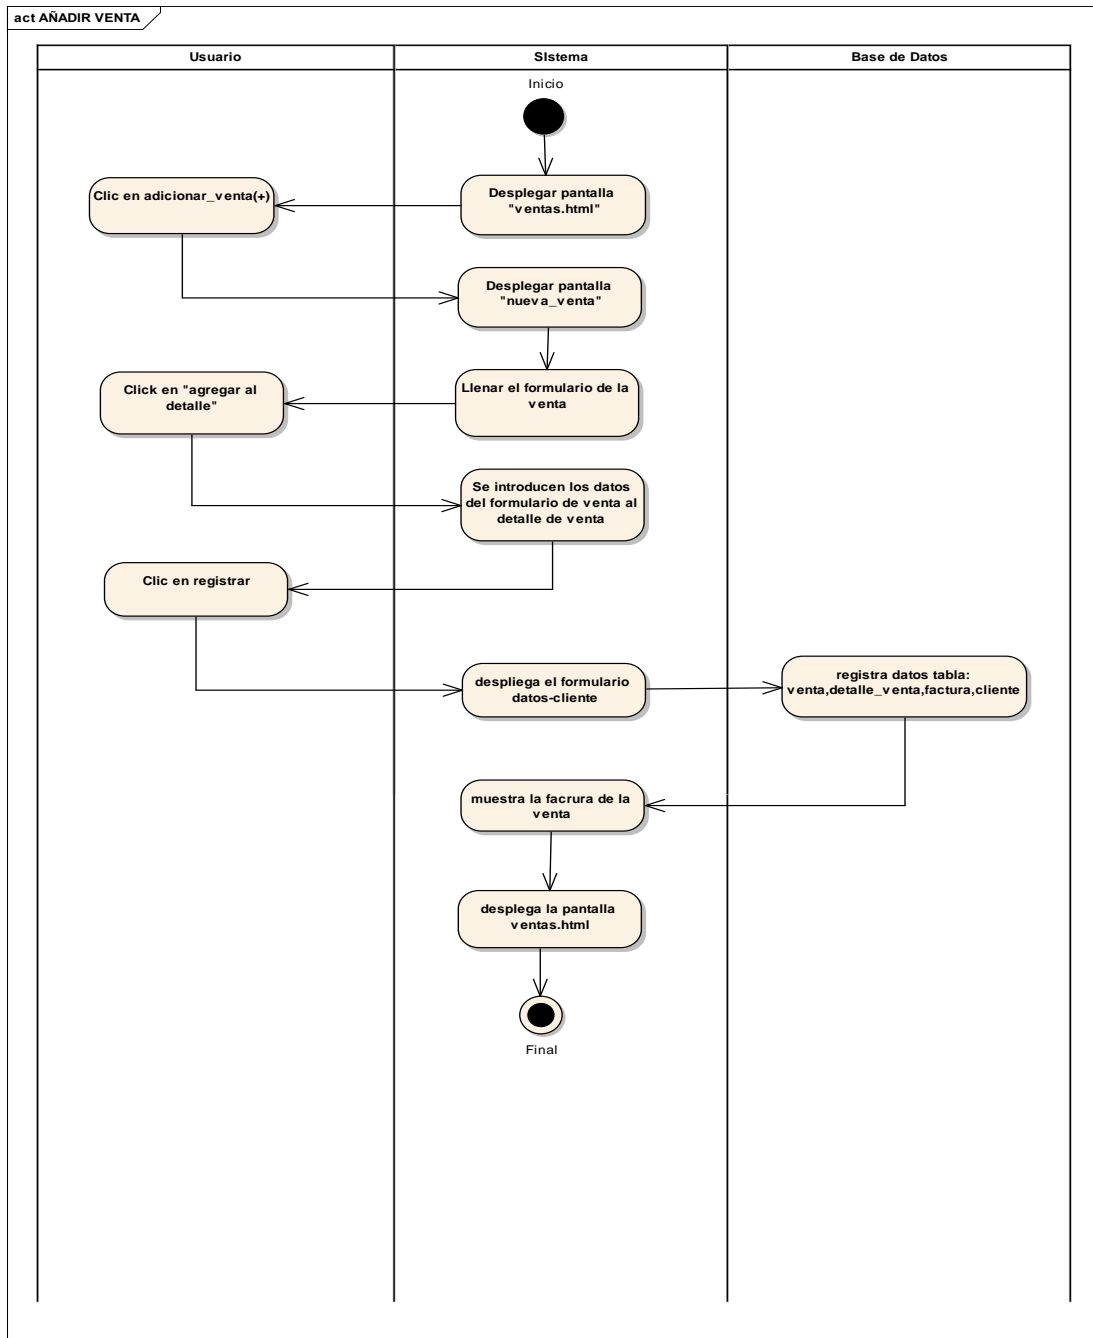 act AÑADIR VENTA
Usuario
SIstema
Base de Datos
Inicio
Clic en adicionar_venta(+)
Desplegar pantalla
"ventas.html"
Desplegar pantalla
"nueva_venta"
Click en "agregar al
detalle"
Llenar el formulario de la
venta
Se introducen los datos
del formulario de venta al
detalle de venta
Clic en registrar
despliega el formulario
datos-cliente
registra datos tabla:
venta,detalle_venta,factura,cliente
muestra la facrura de la
venta
desplega la pantalla
ventas.html
Final